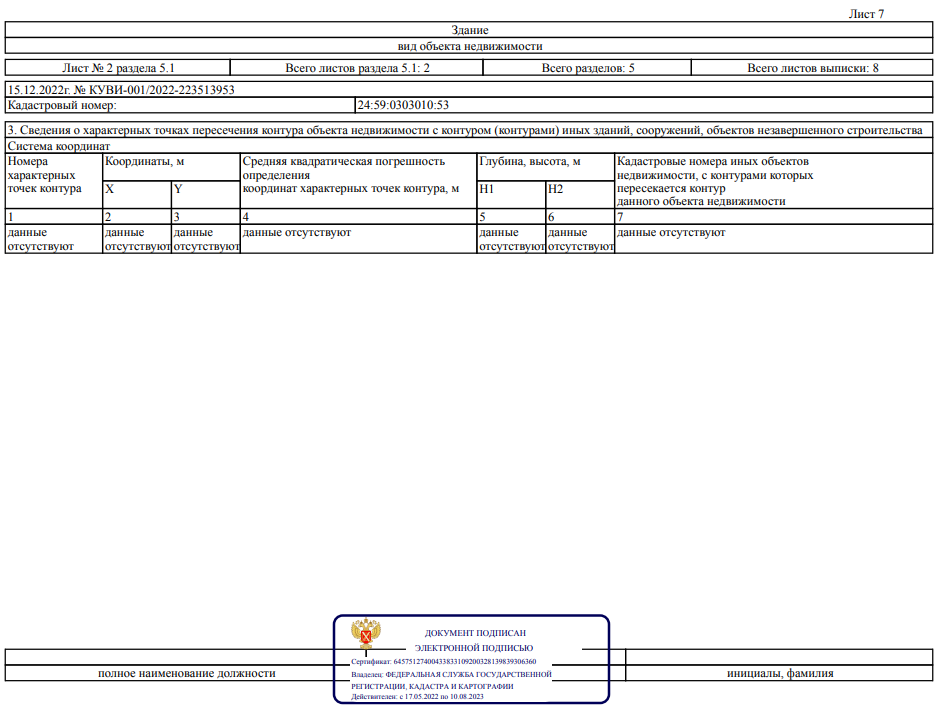 Лист 7
Здание
вид объекта недвижимости
Лист № 2 раздела 5.1 Всего листов раздела 5.1: 2 Всего разделов: 5 Всего листов выписки: 8
15.12.2022г. № КУВИ-001/2022-223513953
Кадастровый номер: 24:59:0303010:53
3. Сведения о характерных точках пересечения контура объекта недвижимости с контуром (контурами) иных зданий, сооружений, объектов незавершенного строительства
Система координат
Номера характерных точек контура
Координаты, м
X Y
Средняя квадратическая погрешность
определения
координат характерных точек контура, м
Глубина, высота, м
H1 H2
Кадастровые номера иных объектов
недвижимости, с контурами которых
пересекается контур
данного объекта недвижимости
1 2 3 4 5 6 7
данные отсутствуют данные отсутствуют данные отсутствуют данные отсутствуют данные отсутствуют данные отсутствуют данные отсутствуют
ДОКУМЕНТ ПОДПИСАН
ЭЛЕКТРОННОЙ ПОДПИСЬЮ
Сертификат: 64575127400433833109200328139839306360
Владелец: ФЕДЕРАЛЬНАЯ СЛУЖБА ГОСУДАРСТВЕННОЙ
РЕГИСТРАЦИИ, КАДАСТРА И КАРТОГРАФИИ
Действителен: с 17.05.2022 по 10.08.2023
полное наименование должности
инициалы, фамилия